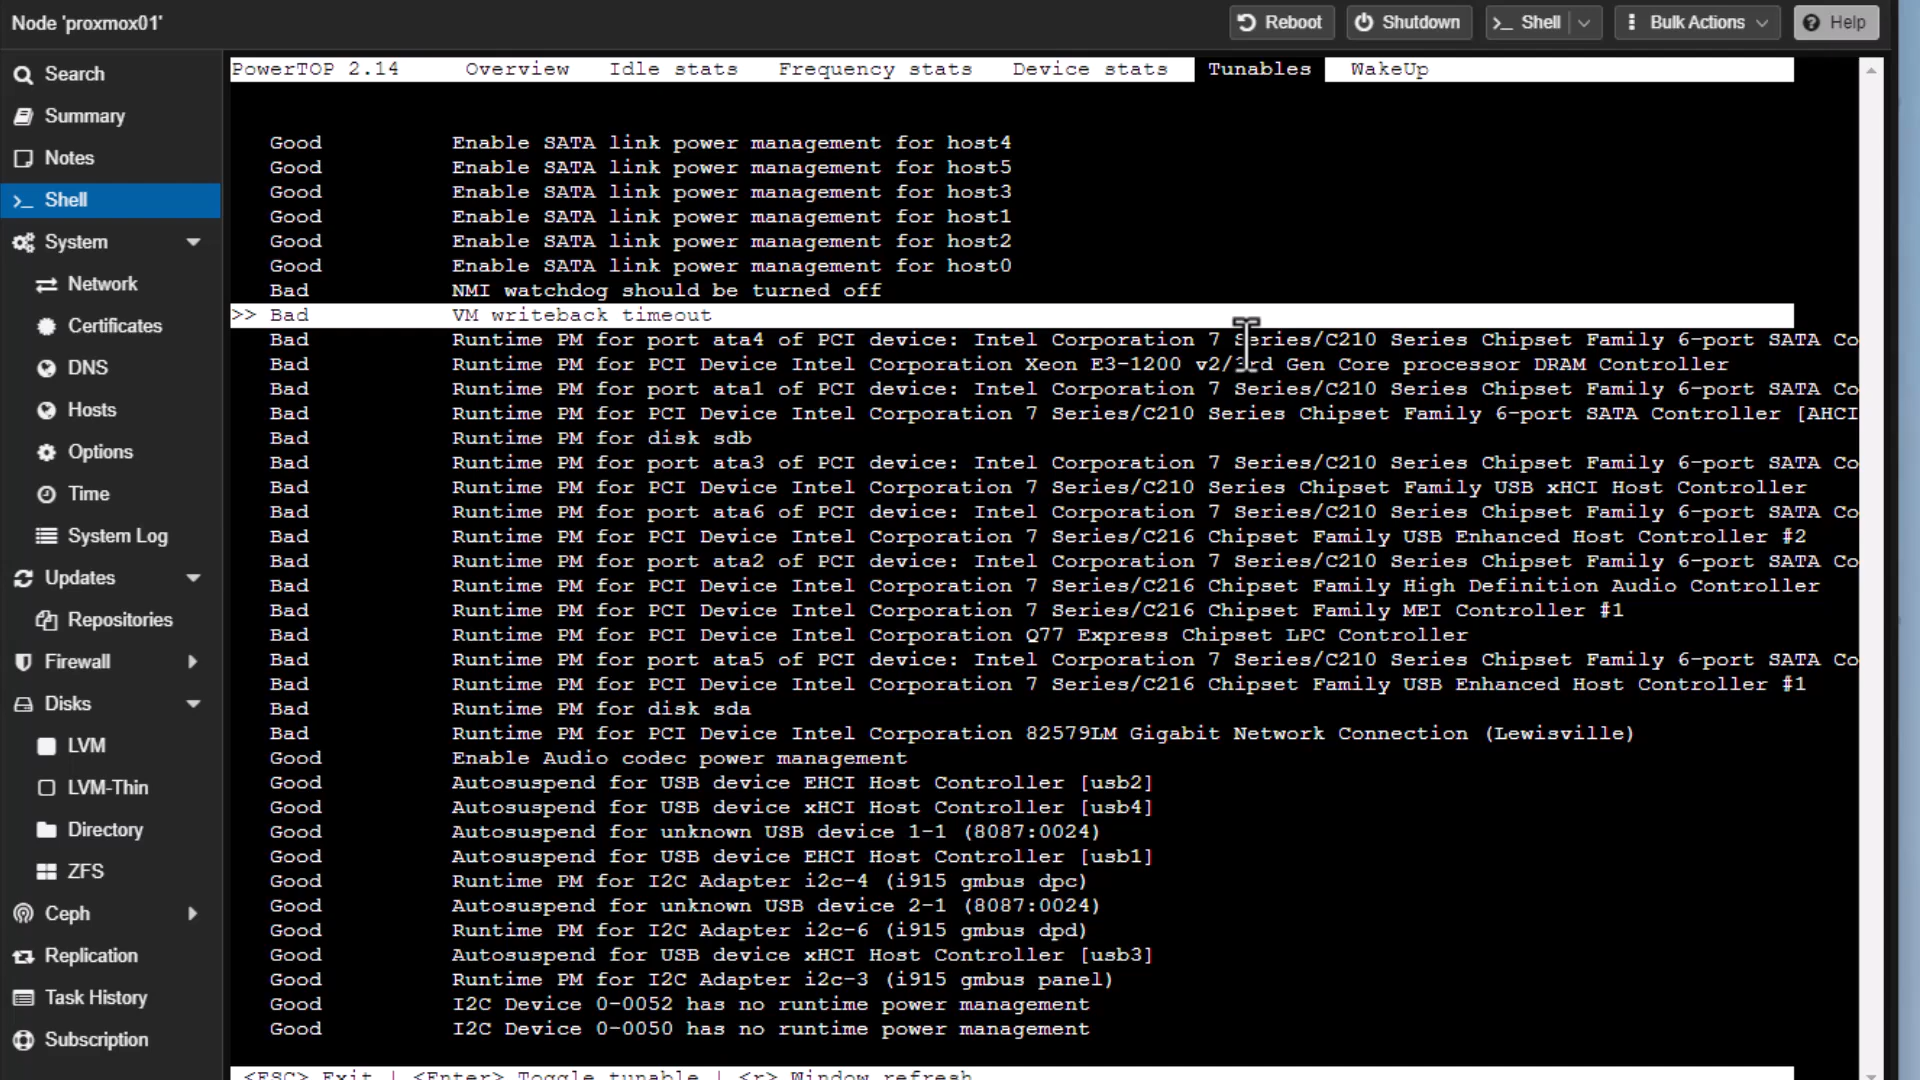 Node 'proxmox01'
Reboot
Shutdown
>_ Shell
Bulk Actions
Help
Search
Summary
Notes
>_ Shell
System
Network
Certificates
DNS
Hosts
Options
Time
System Log
Updates
Repositories
Firewall
Disks
LVM
LVM-Thin
Directory
ZFS
Ceph
Replication
Task History
Subscription
PowerTOP 2.14 Overview Idle stats Frequency stats Device stats Tunables WakeUp
Good Enable SATA link power management for host4
Good Enable SATA link power management for host5
Good Enable SATA link power management for host3
Good Enable SATA link power management for host1
Good Enable SATA link power management for host2
Good Enable SATA link power management for host0
Bad NMI watchdog should be turned off
>> Bad VM writeback timeout
Bad Runtime PM for port ata4 of PCI device: Intel Corporation 7 Series/C210 Series Chipset Family 6-port SATA Co
Bad Runtime PM for PCI Device Intel Corporation Xeon E3-1200 v2/3rd Gen Core processor DRAM Controller
Bad Runtime PM for port ata1 of PCI device: Intel Corporation 7 Series/C210 Series Chipset Family 6-port SATA Co
Bad Runtime PM for PCI Device Intel Corporation 7 Series/C210 Series Chipset Family 6-port SATA Controller [AHCI
Bad Runtime PM for disk sdb
Bad Runtime PM for port ata3 of PCI device: Intel Corporation 7 Series/C210 Series Chipset Family 6-port SATA Co
Bad Runtime PM for PCI Device Intel Corporation 7 Series/C210 Series Chipset Family USB xHCI Host Controller
Bad Runtime PM for port ata6 of PCI device: Intel Corporation 7 Series/C210 Series Chipset Family 6-port SATA Co
Bad Runtime PM for PCI Device Intel Corporation 7 Series/C216 Chipset Family USB Enhanced Host Controller #2
Bad Runtime PM for port ata2 of PCI device: Intel Corporation 7 Series/C210 Series Chipset Family 6-port SATA Co
Bad Runtime PM for PCI Device Intel Corporation 7 Series/C216 Chipset Family High Definition Audio Controller
Bad Runtime PM for PCI Device Intel Corporation 7 Series/C216 Chipset Family MEI Controller #1
Bad Runtime PM for PCI Device Intel Corporation Q77 Express Chipset LPC Controller
Bad Runtime PM for port ata5 of PCI device: Intel Corporation 7 Series/C210 Series Chipset Family 6-port SATA Co
Bad Runtime PM for PCI Device Intel Corporation 7 Series/C216 Chipset Family USB Enhanced Host Controller #1
Bad Runtime PM for disk sda
Bad Runtime PM for PCI Device Intel Corporation 82579LM Gigabit Network Connection (Lewisville)
Good Enable Audio codec power management
Good Autosuspend for USB device EHCI Host Controller [usb2]
Good Autosuspend for USB device xHCI Host Controller [usb4]
Good Autosuspend for unknown USB device 1-1 (8087:0024)
Good Autosuspend for USB device EHCI Host Controller [usb1]
Good Runtime PM for I2C Adapter i2c-4 (i915 gmbus dpc)
Good Autosuspend for unknown USB device 2-1 (8087:0024)
Good Runtime PM for I2C Adapter i2c-6 (i915 gmbus dpd)
Good Autosuspend for USB device xHCI Host Controller [usb3]
Good Runtime PM for I2C Adapter i2c-3 (i915 gmbus panel)
Good I2C Device 0-0052 has no runtime power management
Good I2C Device 0-0050 has no runtime power management
<ESC> Exit | <Enter> Toggle tunable | <r> Window refresh